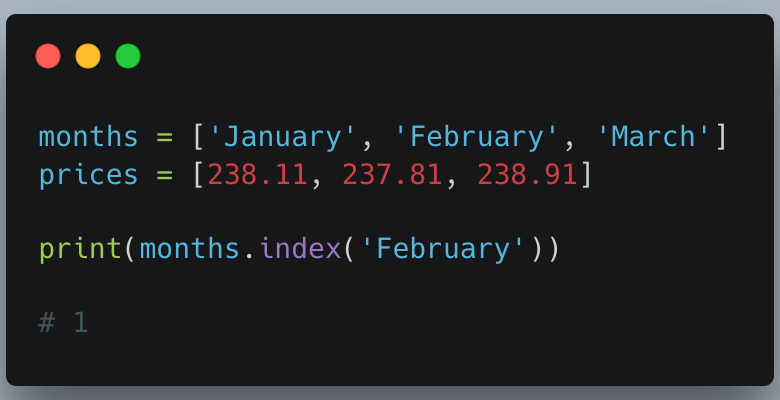 months = ['January', 'February', 'March']
prices = [238.11, 237.81, 238.91]
print(months.index('February'))
# 1